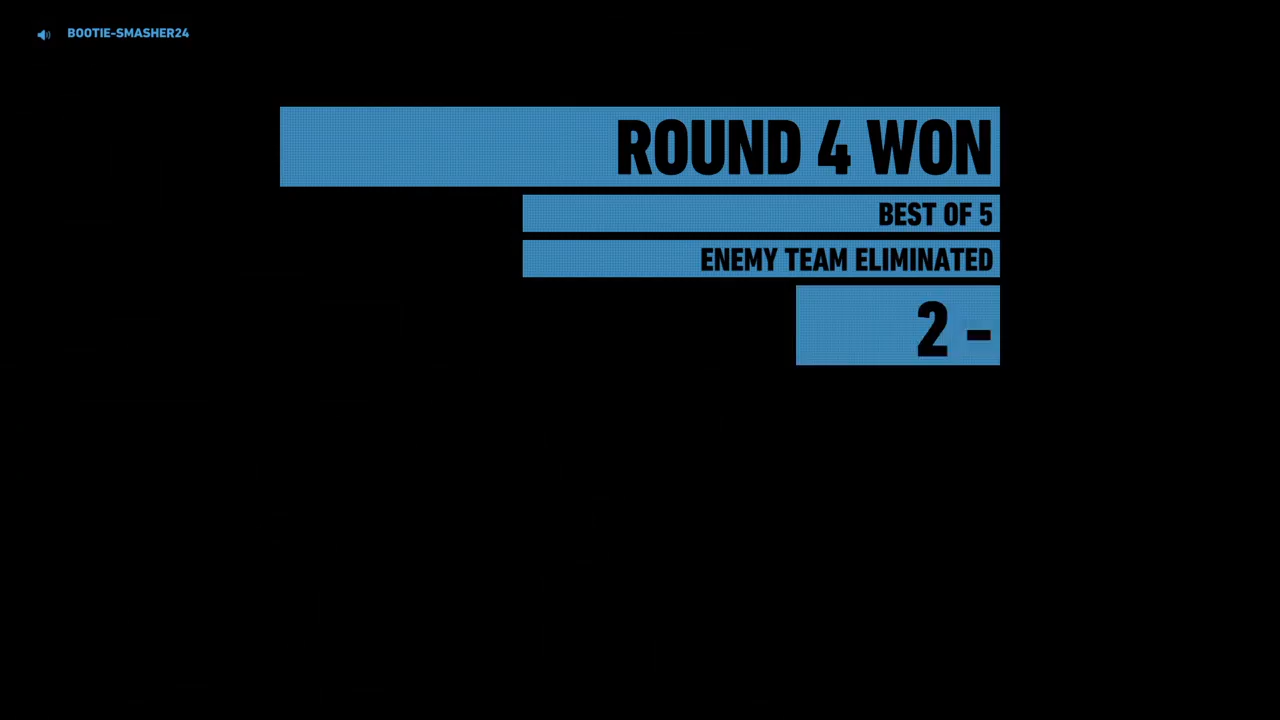 BOOTIE-SMASHER24
ROUND 4 WON
BEST OF 5
ENEMY TEAM ELIMINATED
2 -